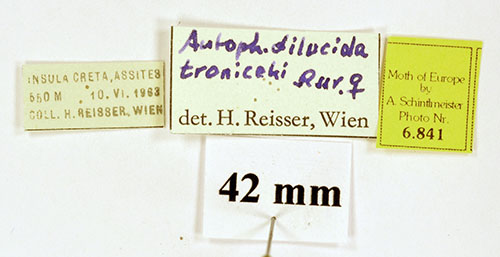 INSULA CRETA, ASSITES
550 M 10. VI. 1963
COLL. H. REISSER, WIEN
Autoph. dilucida
troniceki Rur. ♀
det. H. Reisser, Wien
Moth of Europe
by
A. Schintlmeister
Photo Nr.
6.841
42 mm